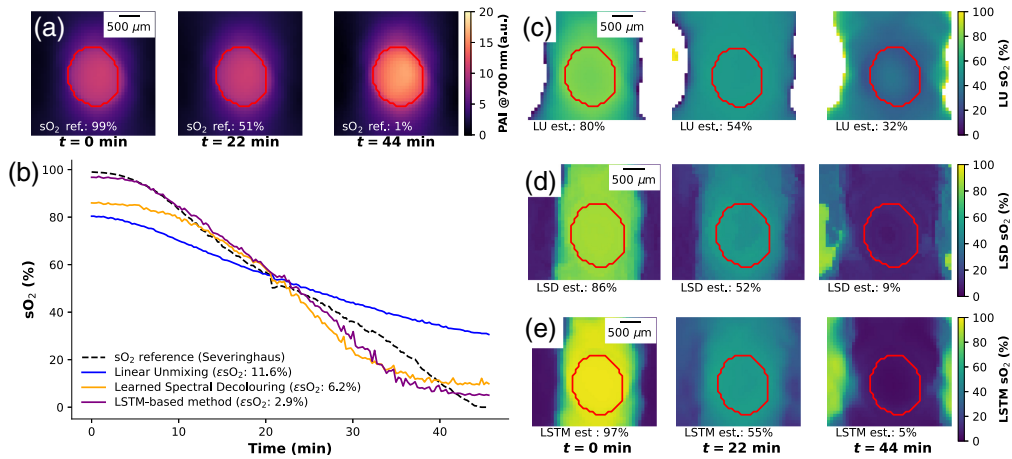 (a)
500 μm
sO₂ ref.: 99%
sO₂ ref.: 51%
sO₂ ref.: 1%
t = 0 min
t = 22 min
t = 44 min
20
15
10
5
0
PAI @700 nm (a.u.)
(b)
100
80
60
40
20
0
sO₂ (%)
sO₂ reference (Severinghaus)
Linear Unmixing (εsO₂: 11.6%)
Learned Spectral Decolouring (εsO₂: 6.2%)
LSTM-based method (εsO₂: 2.9%)
0
10
20
30
40
Time (min)
(c)
500 μm
LU est.: 80%
LU est.: 54%
LU est.: 32%
100
80
60
40
20
0
LU sO₂ (%)
(d)
500 μm
LSD est.: 86%
LSD est.: 52%
LSD est.: 9%
100
80
60
40
20
0
LSD sO₂ (%)
(e)
500 μm
LSTM est : 97%
LSTM est.: 55%
LSTM est.: 5%
t = 0 min
t = 22 min
t = 44 min
100
80
60
40
20
0
LSTM sO₂ (%)